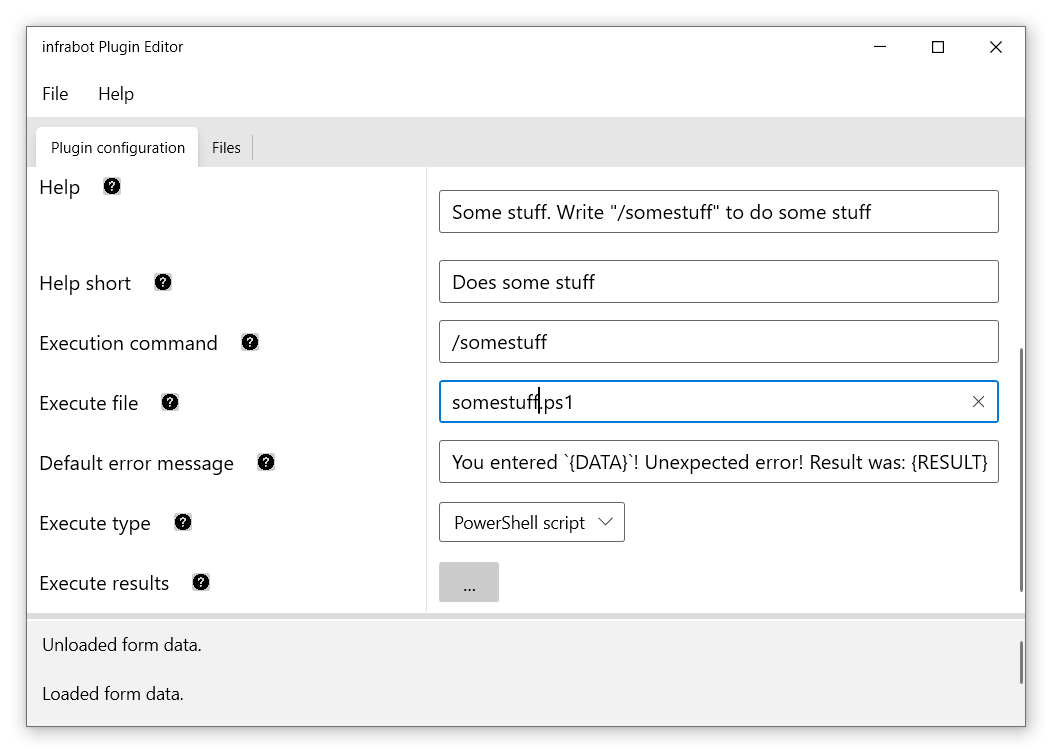 infrabot Plugin Editor
File Help
Plugin configuration Files
Help ?
Some stuff. Write "/somestuff" to do some stuff
Help short ? Does some stuff
Execution command ? /somestuff
Execute file ? somestuff.ps1
Default error message ? You entered `{DATA}`! Unexpected error! Result was: {RESULT}
Execute type ? PowerShell script
Execute results ? ...
Unloaded form data.
Loaded form data.